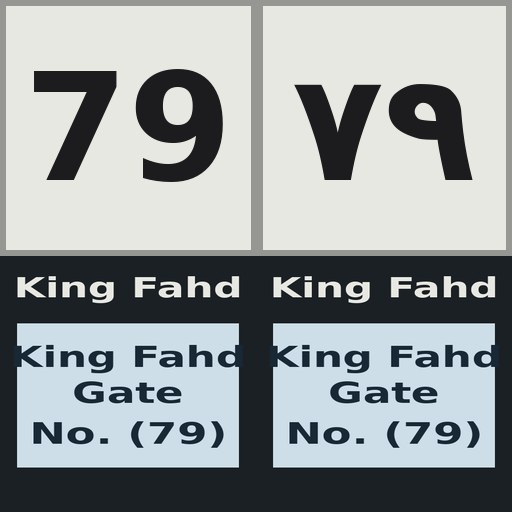 79
٧٩
King Fahd
King Fahd
King Fahd
Gate
No. (79)
King Fahd
Gate
No. (79)